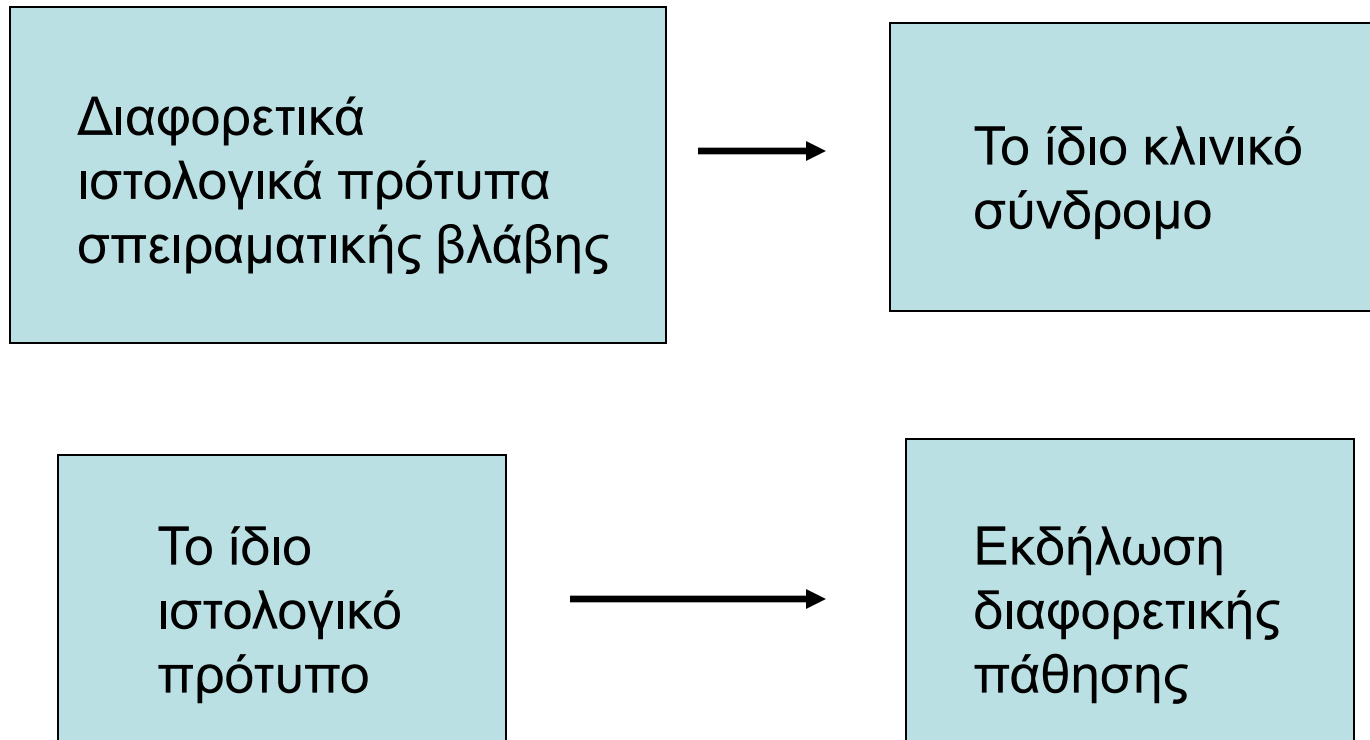 Διαφορετικά
ιστολογικά πρότυπα
σπειραματικής βλάβης
Το ίδιο κλινικό
σύνδρομο
Το ίδιο
ιστολογικό
πρότυπο
Εκδήλωση
διαφορετικής
πάθησης